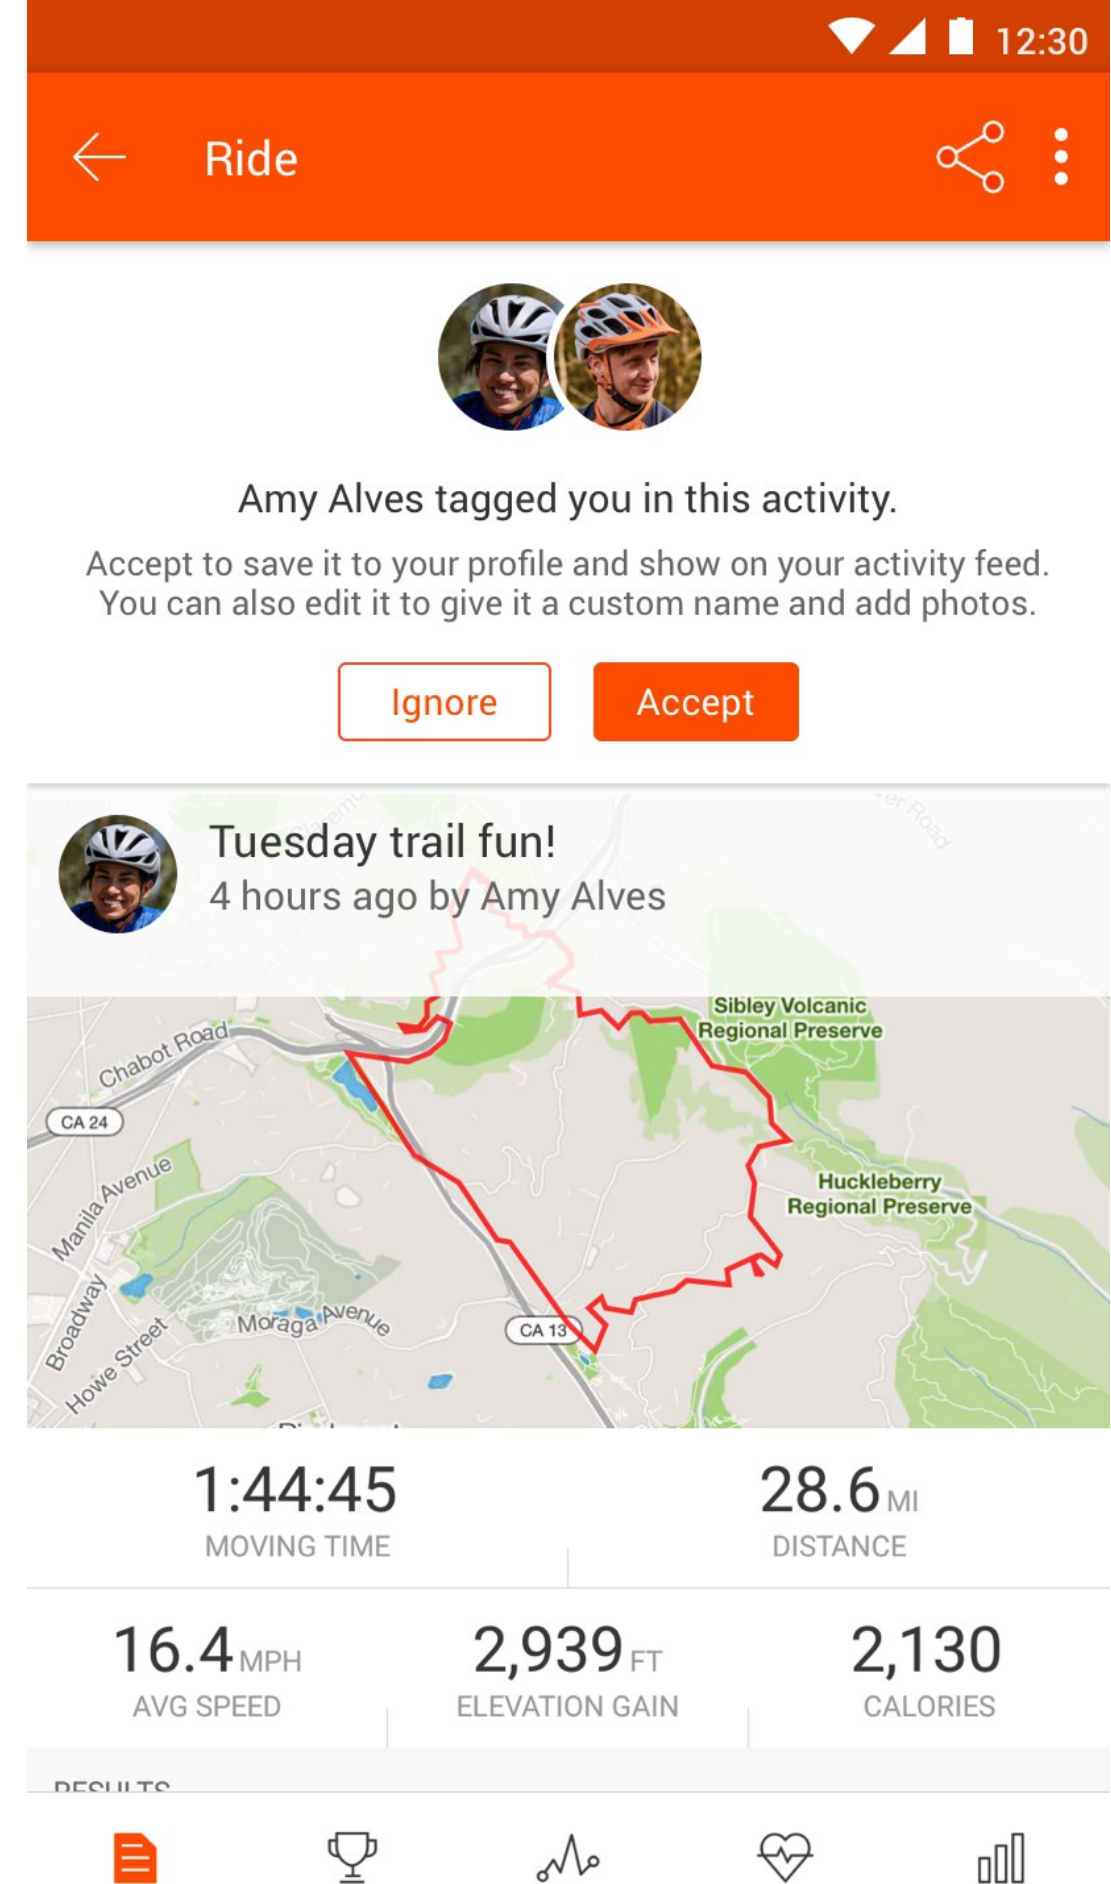 12:30
Ride
Amy Alves tagged you in this activity.
Accept to save it to your profile and show on your activity feed.
You can also edit it to give it a custom name and add photos.
Ignore
Accept
Tuesday trail fun!
4 hours ago by Amy Alves
Sibley Volcanic
Regional Preserve
Chabot Road
CA 24
Manila Avenue
Huckleberry
Regional Preserve
Broadway
Howe Street
Moraga Avenue
CA 13
1:44:45
MOVING TIME
28.6 MI
DISTANCE
16.4 MPH
AVG SPEED
2,939 FT
ELEVATION GAIN
2,130
CALORIES
RESULTS